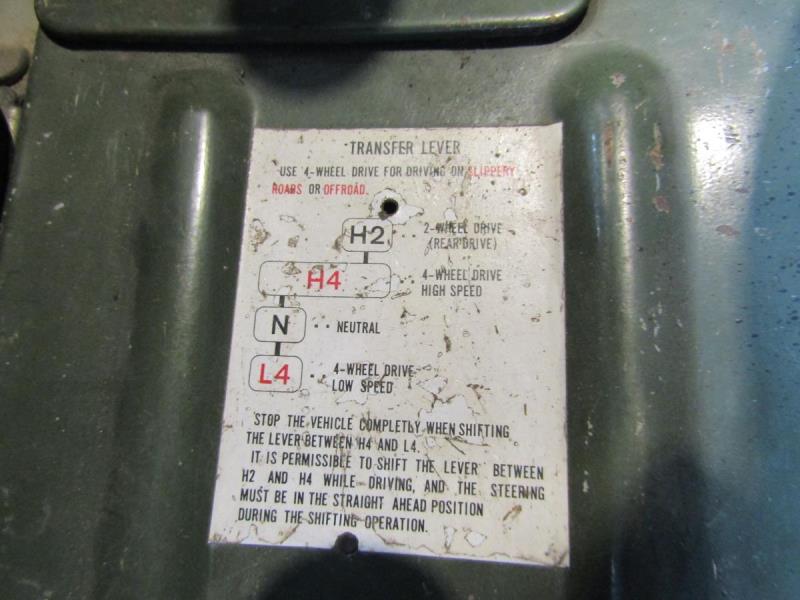 TRANSFER LEVER
USE 4-WHEEL DRIVE FOR DRIVING ON SLIPPERY
ROADS OR OFFROAD.
H2 ·· 2-WHEEL DRIVE
(REAR DRIVE)
H4 ·· 4-WHEEL DRIVE
HIGH SPEED
N ·· NEUTRAL
L4 ·· 4-WHEEL DRIVE
LOW SPEED
STOP THE VEHICLE COMPLETLY WHEN SHIFTING
THE LEVER BETWEEN H4 AND L4.
IT IS PERMISSIBLE TO SHIFT THE LEVER BETWEEN
H2 AND H4 WHILE DRIVING, AND THE STEERING
MUST BE IN THE STRAIGHT AHEAD POSITION
DURING THE SHIFTING OPERATION.